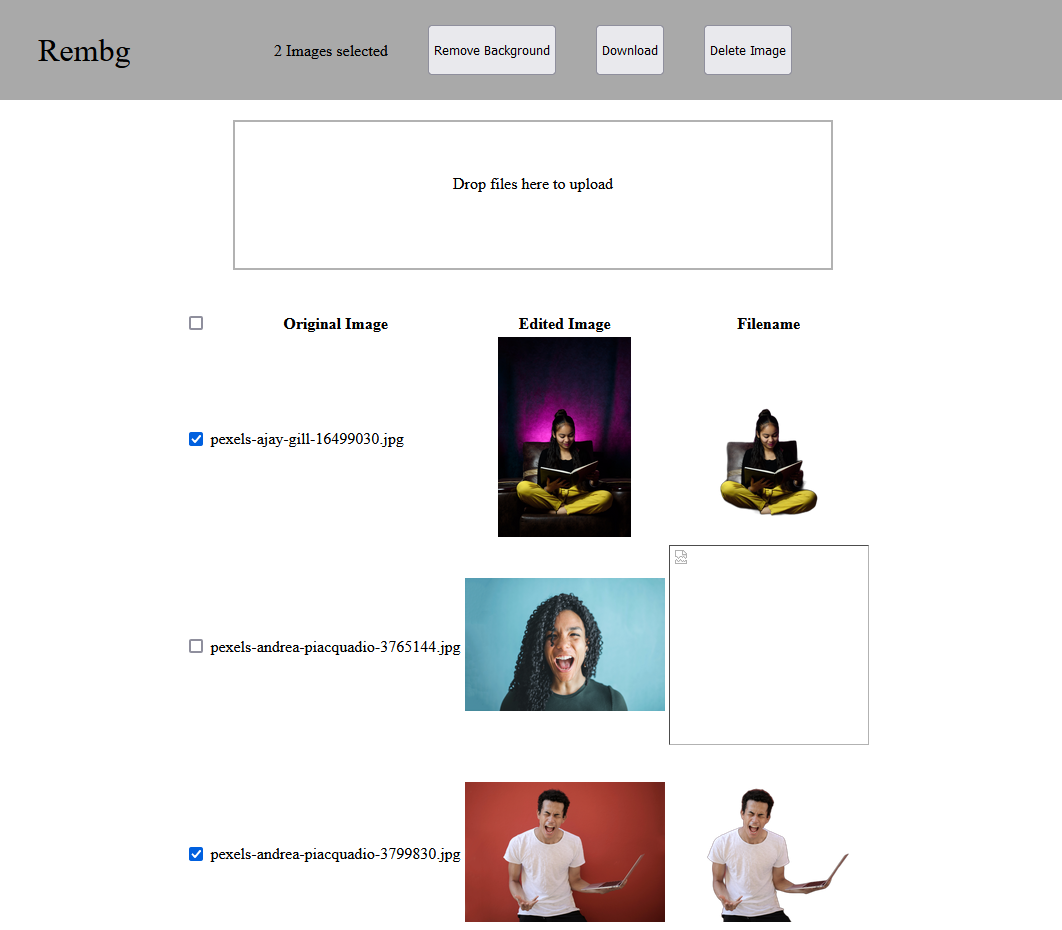 Rembg
2 Images selected
Remove Background
Download
Delete Image
Drop files here to upload
Original Image
Edited Image
Filename
pexels-ajay-gill-16499030.jpg
pexels-andrea-piacquadio-3765144.jpg
pexels-andrea-piacquadio-3799830.jpg